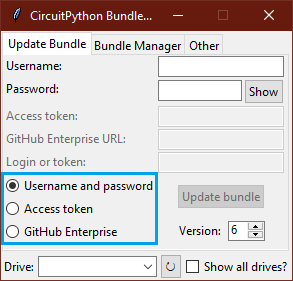 CircuitPython Bundle...
Update Bundle Bundle Manager Other
Username:
Password: Show
Access token:
GitHub Enterprise URL:
Login or token:
Username and password
Access token Update bundle
GitHub Enterprise Version: 6
Drive: ↻ Show all drives?